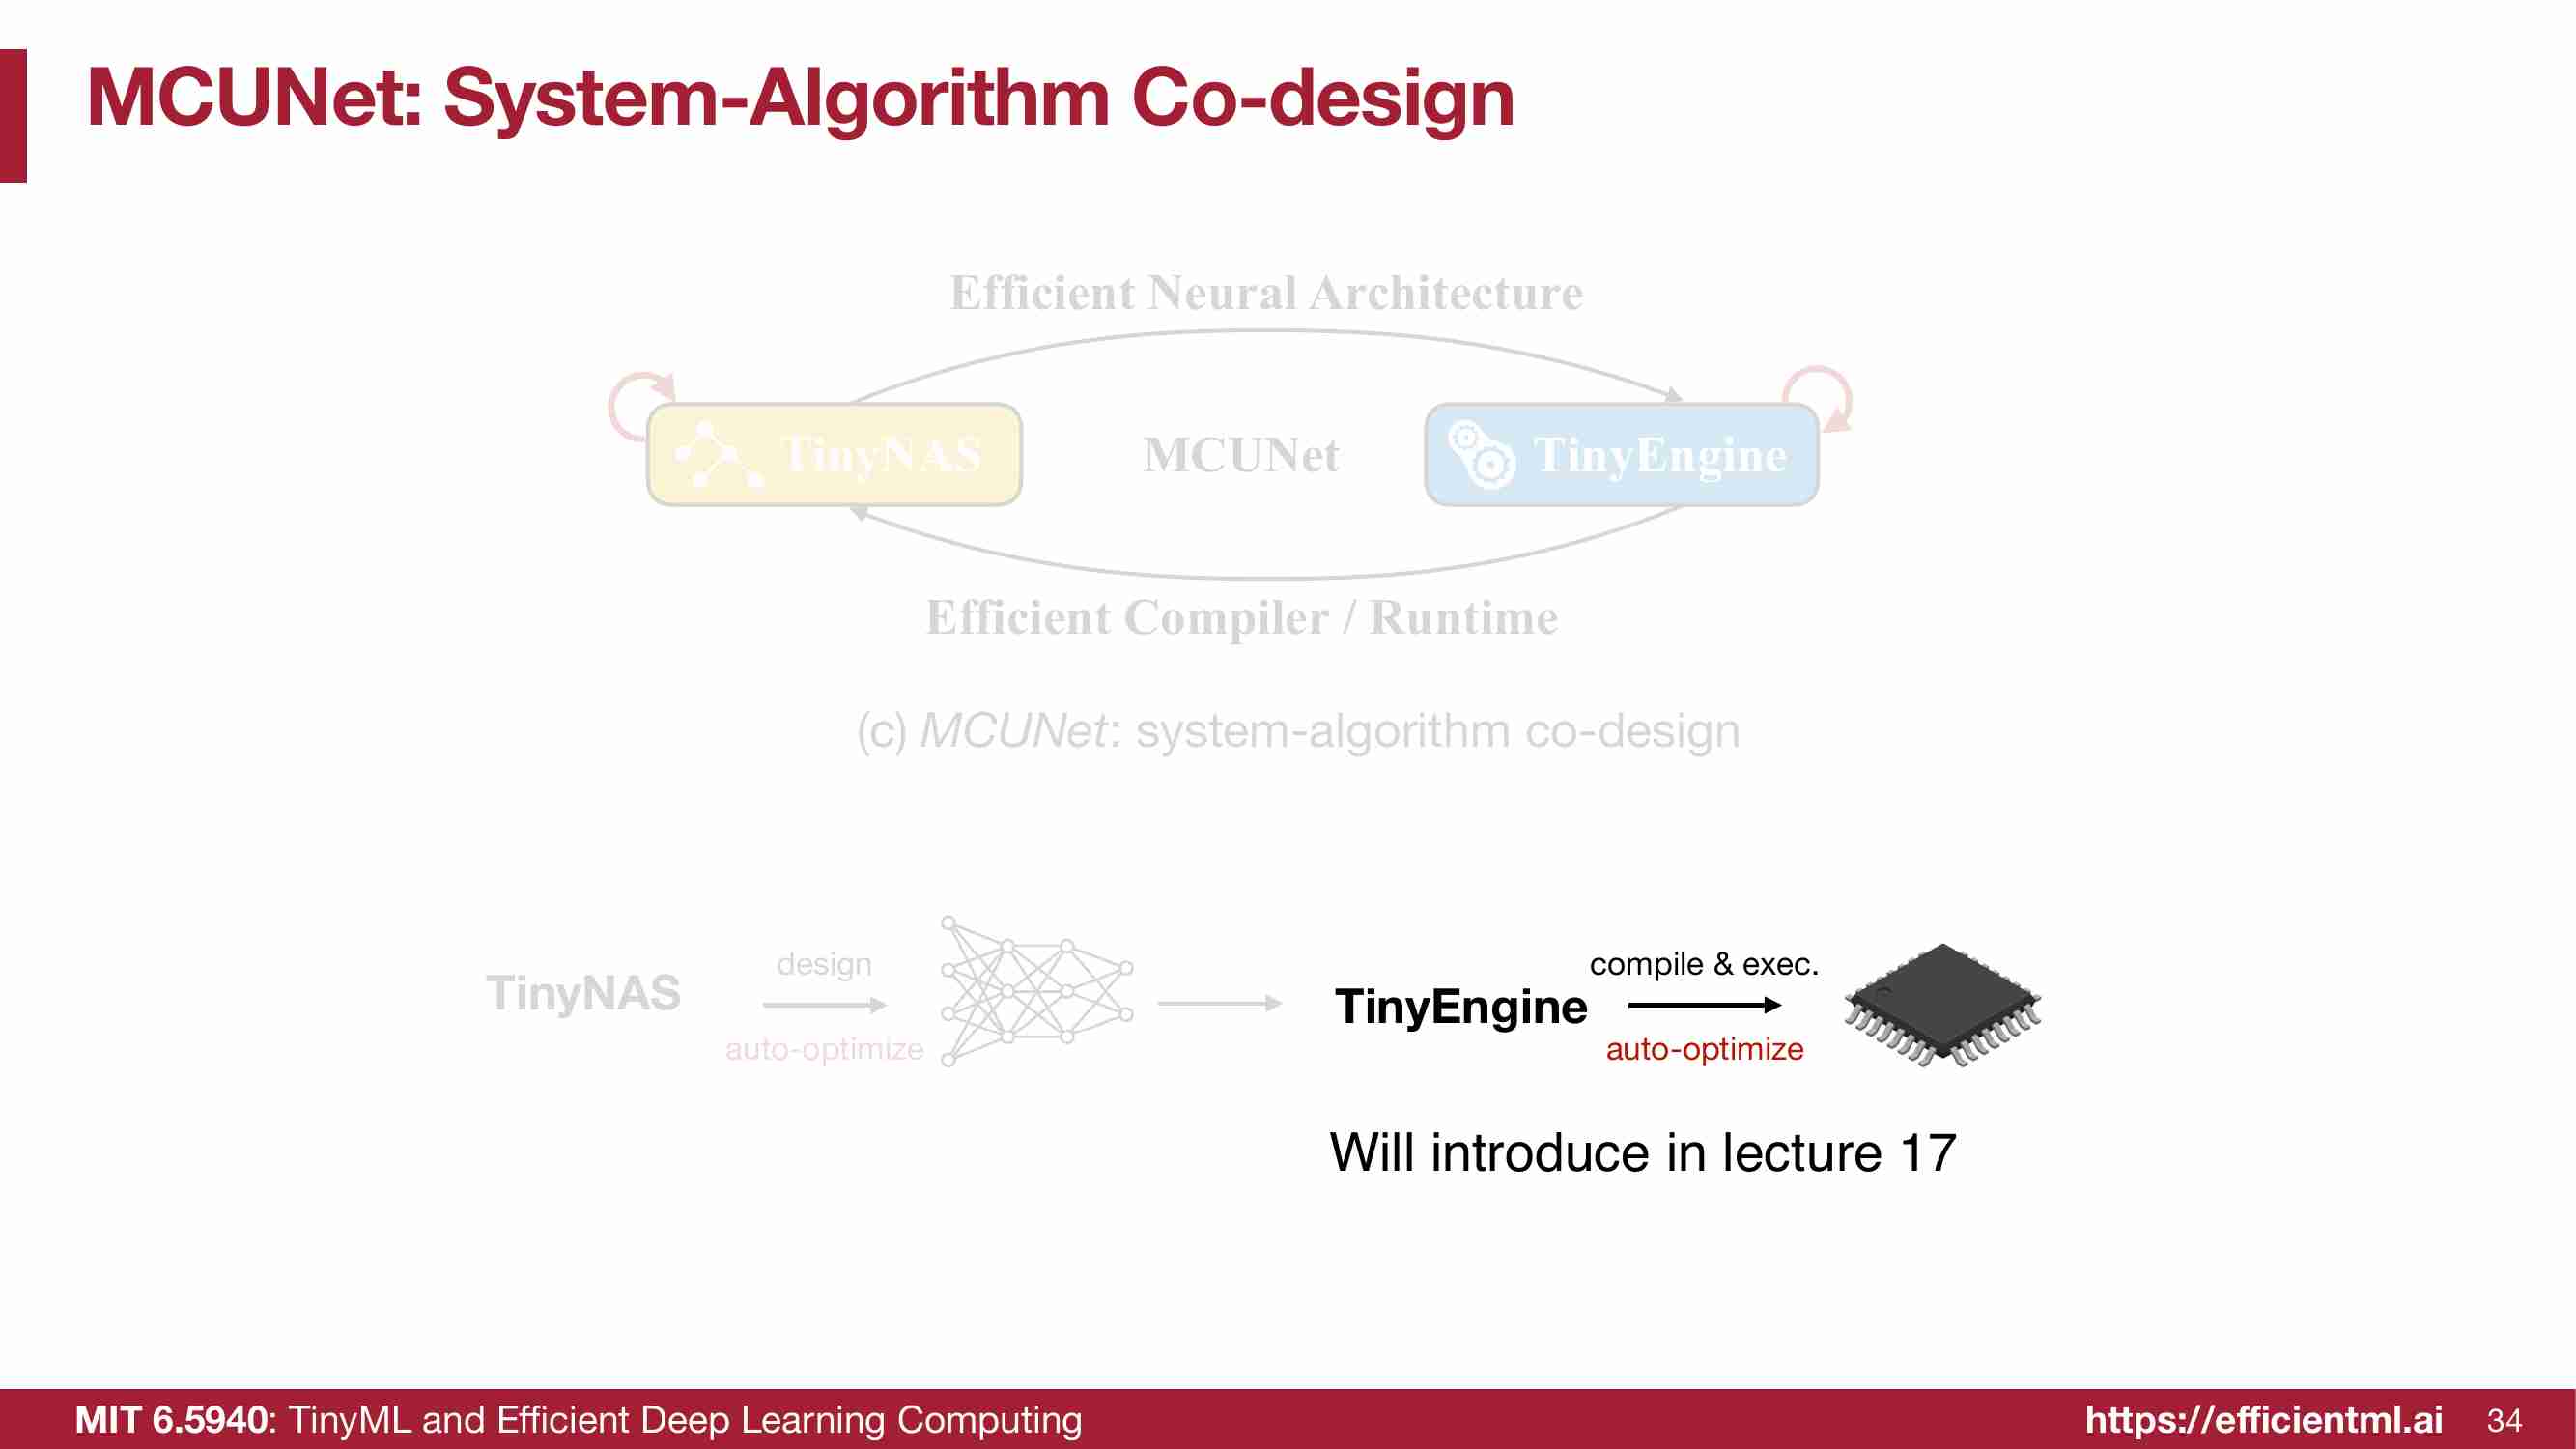 MCUNet: System-Algorithm Co-design
Efficient Neural Architecture
TinyNAS
MCUNet
TinyEngine
Efficient Compiler / Runtime
(c) MCUNet: system-algorithm co-design
TinyNAS
design
auto-optimize
TinyEngine
compile & exec.
auto-optimize
Will introduce in lecture 17
MIT 6.5940: TinyML and Efficient Deep Learning Computing
https://efficientml.ai
34